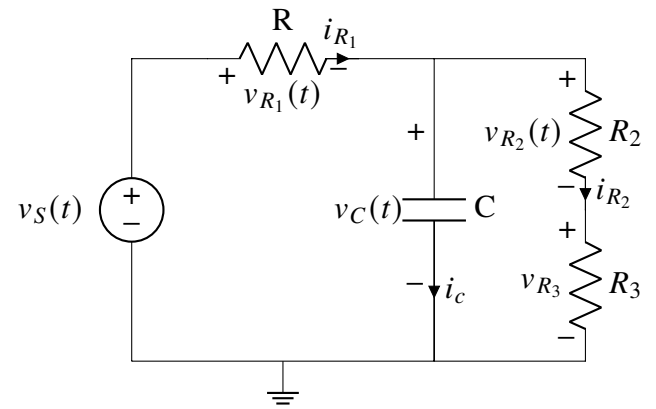 R
i_{R_1}
+ −
v_{R_1}(t)
+
+
v_{R_2}(t)
R_2
−
i_{R_2}
v_S(t)
+
−
v_C(t)
C
+
v_{R_3}
R_3
−
i_c
−